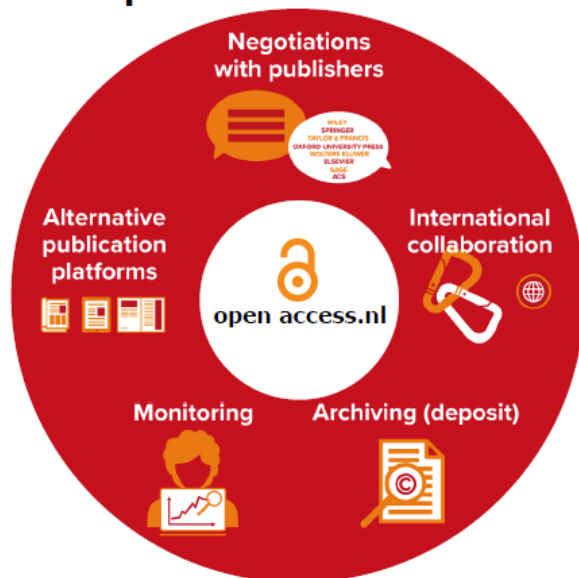 Negotiations
with publishers
WILEY
SPRINGER
TAYLOR & FRANCIS
OXFORD UNIVERSITY PRESS
WOLTERS KLUWER
ELSEVIER
SAGE
ACS
Alternative
publication
platforms
International
collaboration
open access.nl
Monitoring
Archiving (deposit)
©